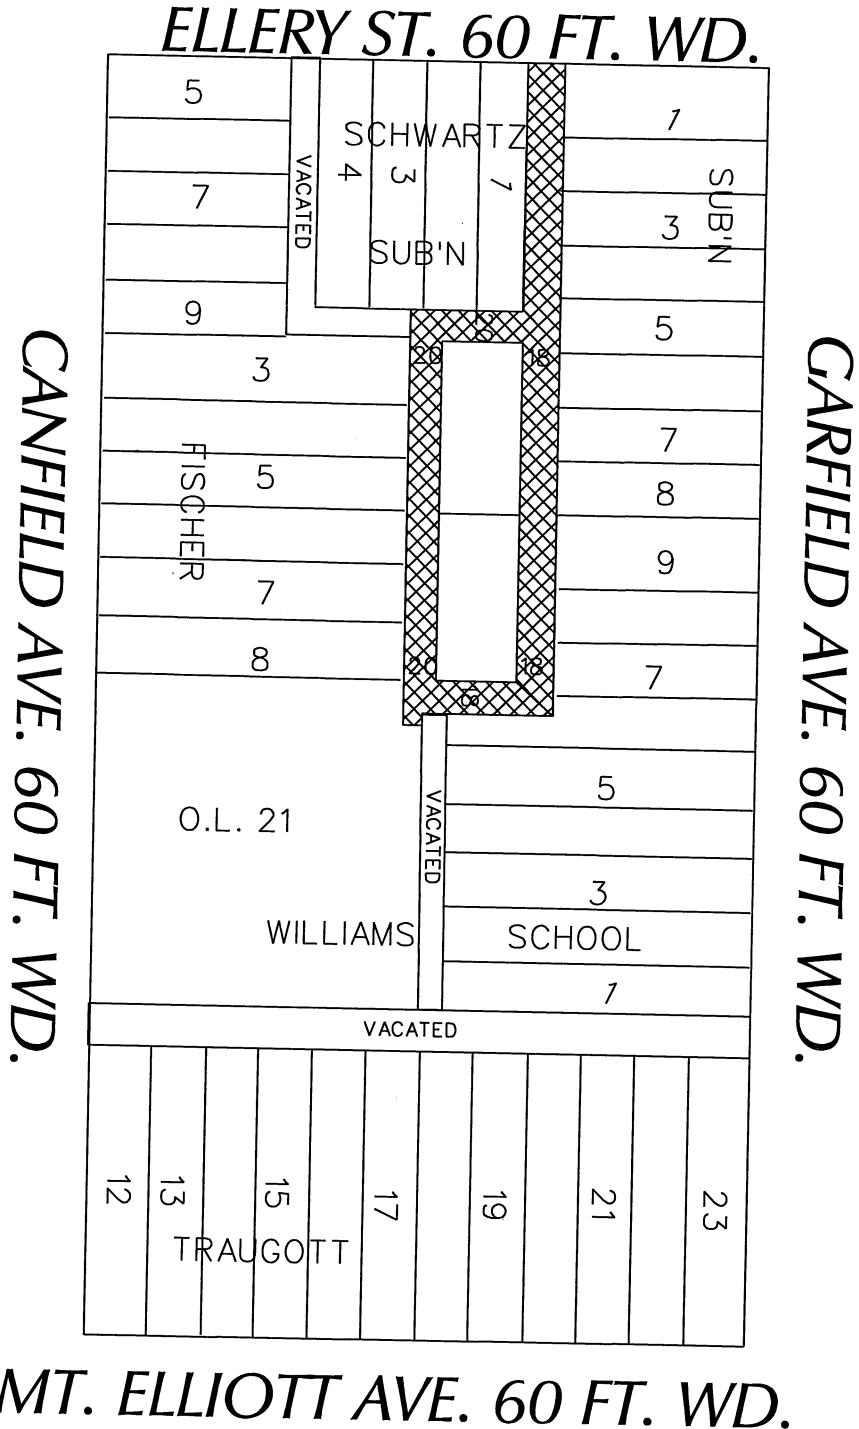 ELLERY ST. 60 FT. WD.
5
7
9
VACATED
SCHWARTZ
4
3
1
SUB'N
1
SUB'N
3
5
7
8
9
7
20
18
CANFIELD AVE. 60 FT. WD.
GARFIELD AVE. 60 FT. WD.
3
FISCHER
5
7
8
20
18
18
O.L. 21
VACATED
5
3
WILLIAMS SCHOOL
1
VACATED
12
13
15
17
19
21
23
TRAUGOTT
MT. ELLIOTT AVE. 60 FT. WD.